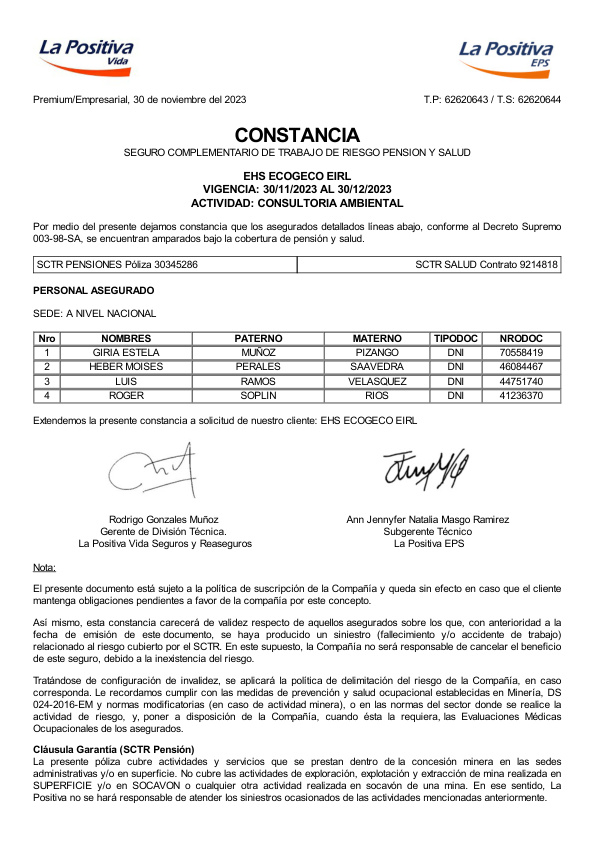 La Positiva
Vida
La Positiva
EPS
Premium/Empresarial, 30 de noviembre del 2023
T.P: 62620643 / T.S: 62620644
CONSTANCIA
SEGURO COMPLEMENTARIO DE TRABAJO DE RIESGO PENSION Y SALUD
EHS ECOGECO EIRL
VIGENCIA: 30/11/2023 AL 30/12/2023
ACTIVIDAD: CONSULTORIA AMBIENTAL
Por medio del presente dejamos constancia que los asegurados detallados líneas abajo, conforme al Decreto Supremo
003-98-SA, se encuentran amparados bajo la cobertura de pensión y salud.
SCTR PENSIONES Póliza 30345286
SCTR SALUD Contrato 9214818
PERSONAL ASEGURADO
SEDE: A NIVEL NACIONAL
Nro NOMBRES PATERNO MATERNO TIPODOC NRODOC
1 GIRIA ESTELA MUÑOZ PIZANGO DNI 70558419
2 HEBER MOISES PERALES SAAVEDRA DNI 46084467
3 LUIS RAMOS VELASQUEZ DNI 44751740
4 ROGER SOPLIN RIOS DNI 41236370
Extendemos la presente constancia a solicitud de nuestro cliente: EHS ECOGECO EIRL
Rodrigo Gonzales Muñoz
Gerente de División Técnica.
La Positiva Vida Seguros y Reaseguros
Ann Jennyfer Natalia Masgo Ramirez
Subgerente Técnico
La Positiva EPS
Nota:
El presente documento está sujeto a la política de suscripción de la Compañía y queda sin efecto en caso que el cliente
mantenga obligaciones pendientes a favor de la compañía por este concepto.
Así mismo, esta constancia carecerá de validez respecto de aquellos asegurados sobre los que, con anterioridad a la
fecha de emisión de este documento, se haya producido un siniestro (fallecimiento y/o accidente de trabajo)
relacionado al riesgo cubierto por el SCTR. En este supuesto, la Compañía no será responsable de cancelar el beneficio
de este seguro, debido a la inexistencia del riesgo.
Tratándose de configuración de invalidez, se aplicará la política de delimitación del riesgo de la Compañía, en caso
corresponda. Le recordamos cumplir con las medidas de prevención y salud ocupacional establecidas en Minería, DS
024-2016-EM y normas modificatorias (en caso de actividad minera), o en las normas del sector donde se realice la
actividad de riesgo, y, poner a disposición de la Compañía, cuando ésta la requiera, las Evaluaciones Médicas
Ocupacionales de los asegurados.
Cláusula Garantía (SCTR Pensión)
La presente póliza cubre actividades y servicios que se prestan dentro de la concesión minera en las sedes
administrativas y/o en superficie. No cubre las actividades de exploración, explotación y extracción de mina realizada en
SUPERFICIE y/o en SOCAVON o cualquier otra actividad realizada en socavón de una mina. En ese sentido, La
Positiva no se hará responsable de atender los siniestros ocasionados de las actividades mencionadas anteriormente.